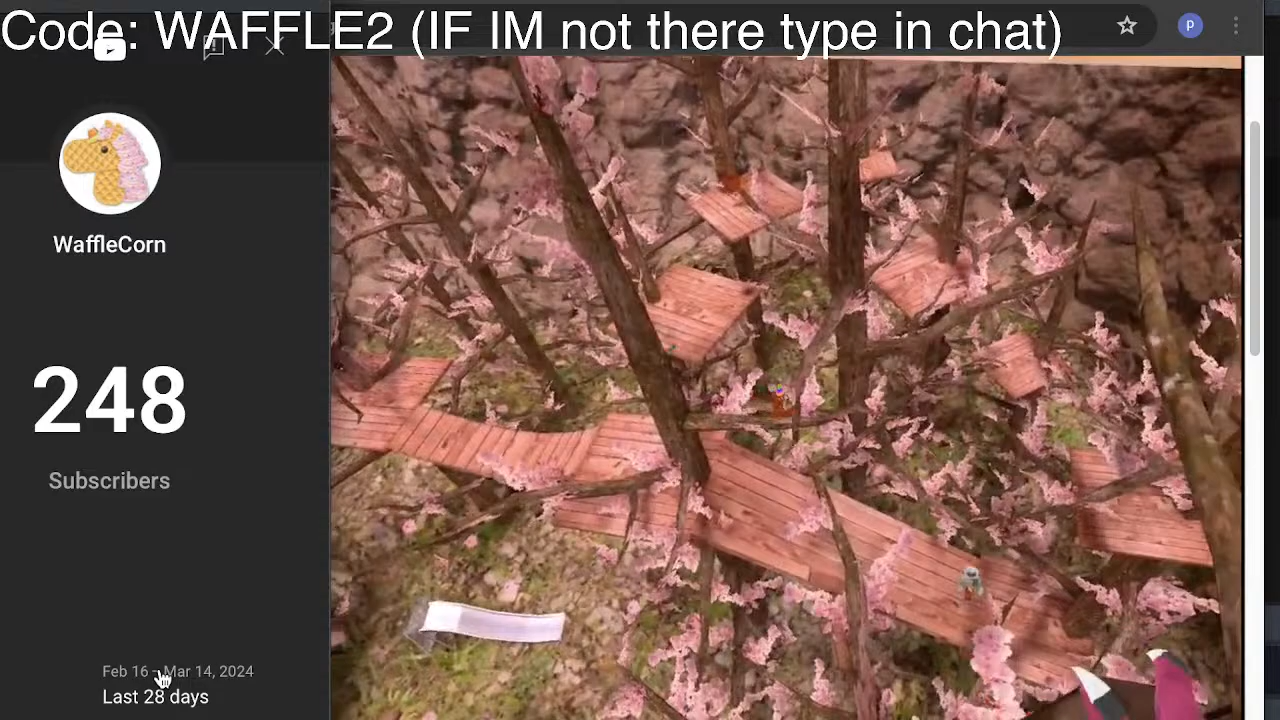 Code: WAFFLE2 (IF IM not there type in chat)
P
WaffleCorn
248
Subscribers
Feb 16 – Mar 14, 2024
Last 28 days